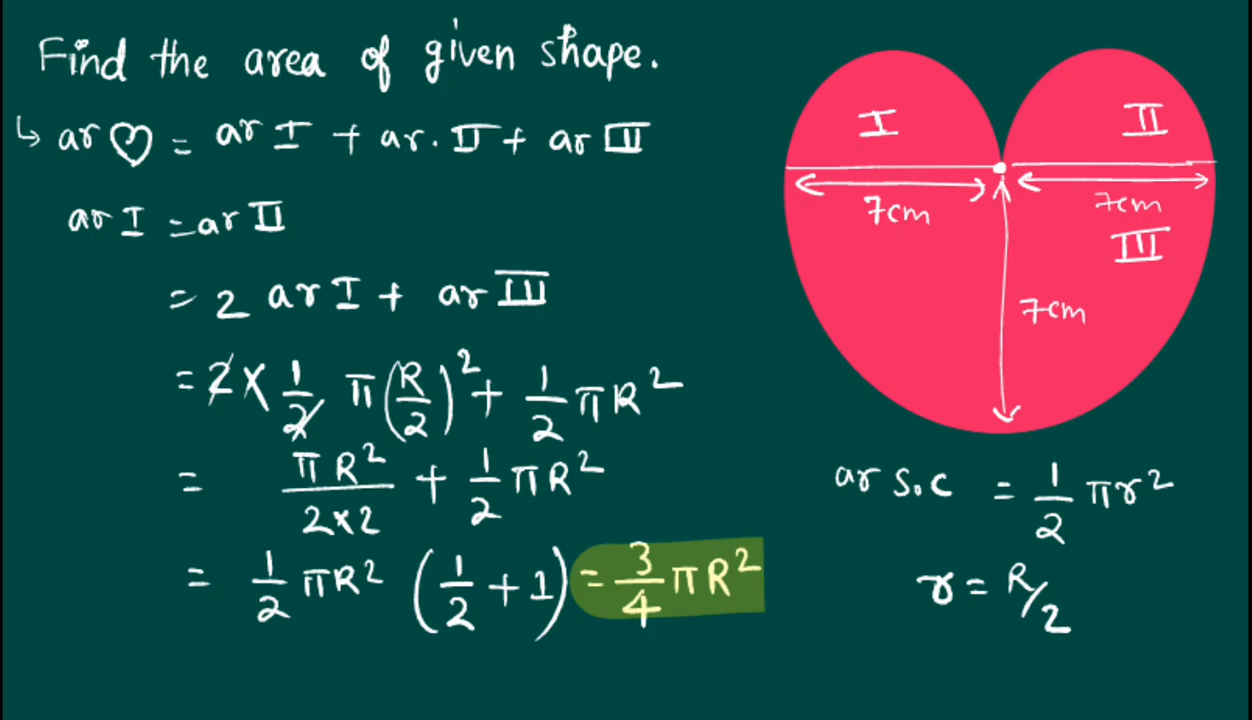 Find the area of given shape.
↳ ar ♡ = ar I + ar. II + ar III
ar I = ar II
= 2 ar I + ar III
= 2 × 1/2 π(R/2)² + 1/2 πR²
= πR²/2×2 + 1/2 πR²
= 1/2 πR² (1/2 + 1) = 3/4 πR²
I
II
7cm
7cm
III
7cm
ar S.C = 1/2 πr²
r = R/2